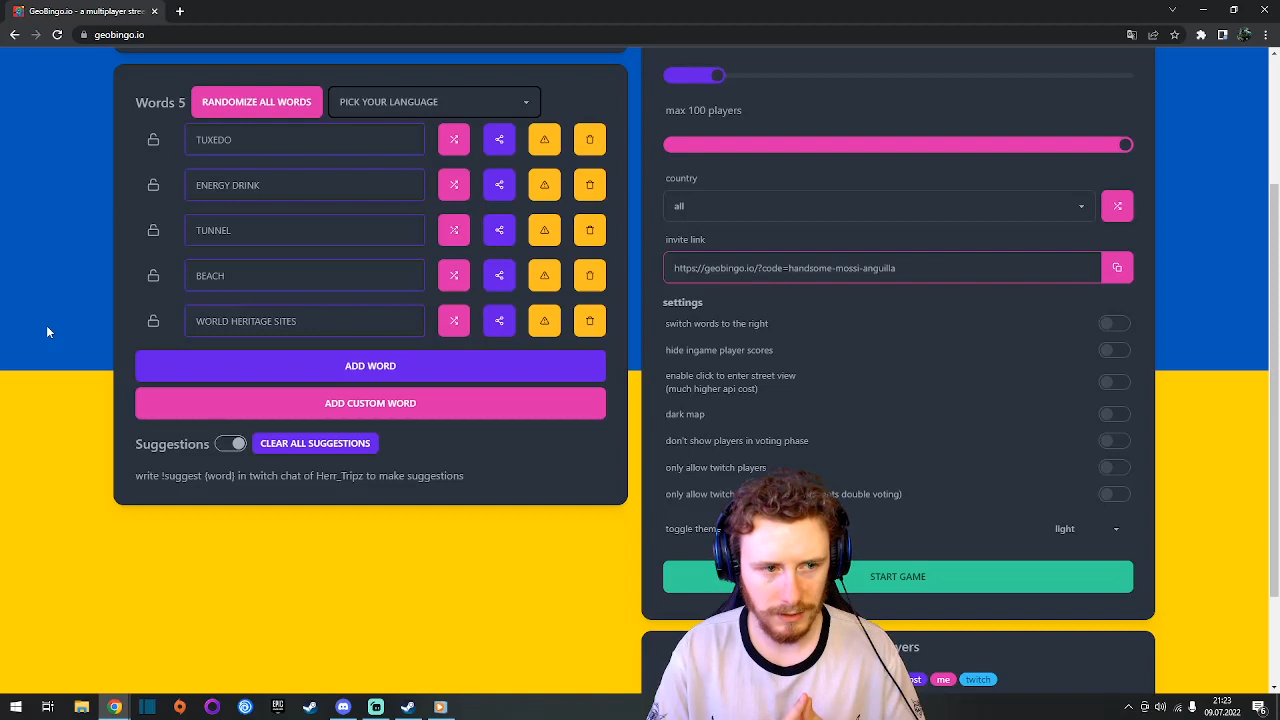 GeoBingo.io - a multiplayer stre
geobingo.io
Words 5
RANDOMIZE ALL WORDS
PICK YOUR LANGUAGE
TUXEDO
ENERGY DRINK
TUNNEL
BEACH
WORLD HERITAGE SITES
ADD WORD
ADD CUSTOM WORD
Suggestions
CLEAR ALL SUGGESTIONS
write !suggest {word} in twitch chat of Herr_Tripz to make suggestions
max 100 players
country
all
invite link
https://geobingo.io/?code=handsome-mossi-anguilla
settings
switch words to the right
hide ingame player scores
enable click to enter street view
(much higher api cost)
dark map
don't show players in voting phase
only allow twitch players
only allow twitch double voting)
toggle them
light
START GAME
me
twitch
EPIC
21:23
09.07.2022